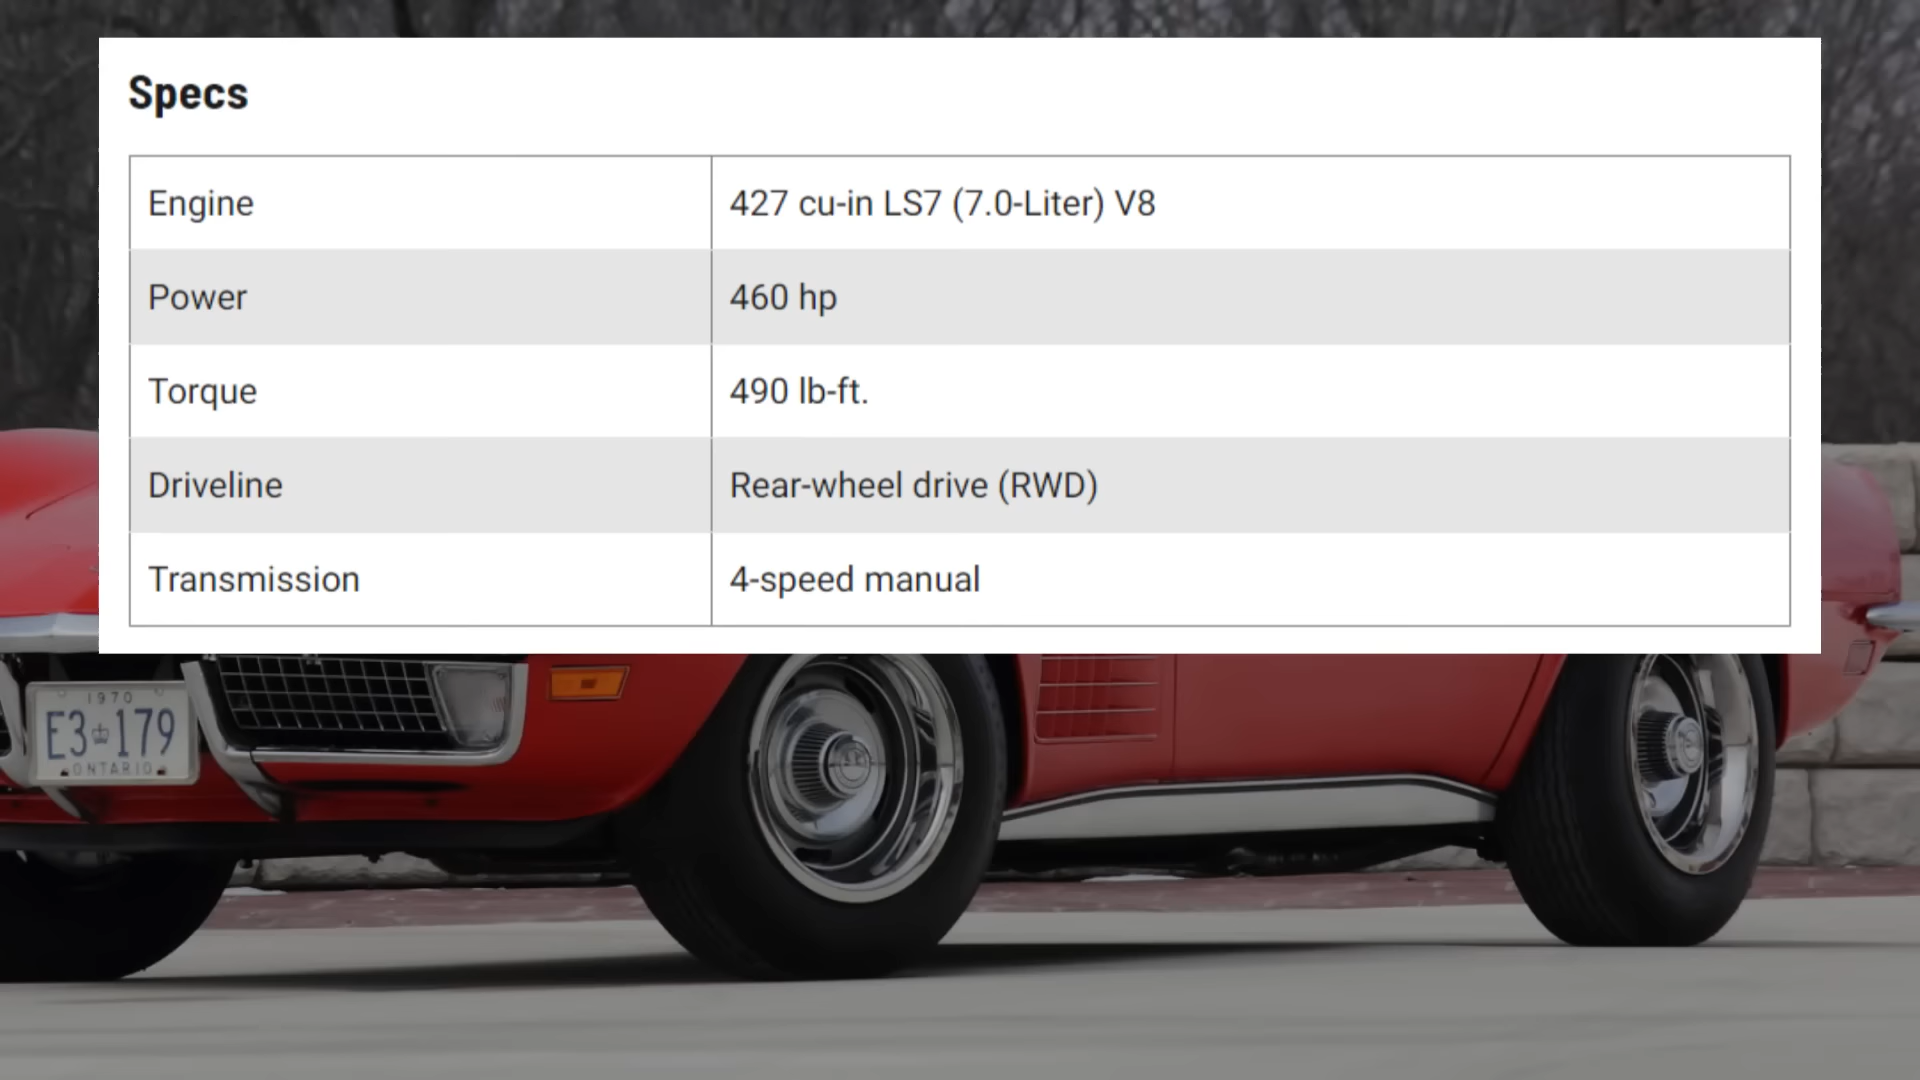 Specs
Engine 427 cu-in LS7 (7.0-Liter) V8
Power 460 hp
Torque 490 lb-ft.
Driveline Rear-wheel drive (RWD)
Transmission 4-speed manual
1970
E3 179
ONTARIO